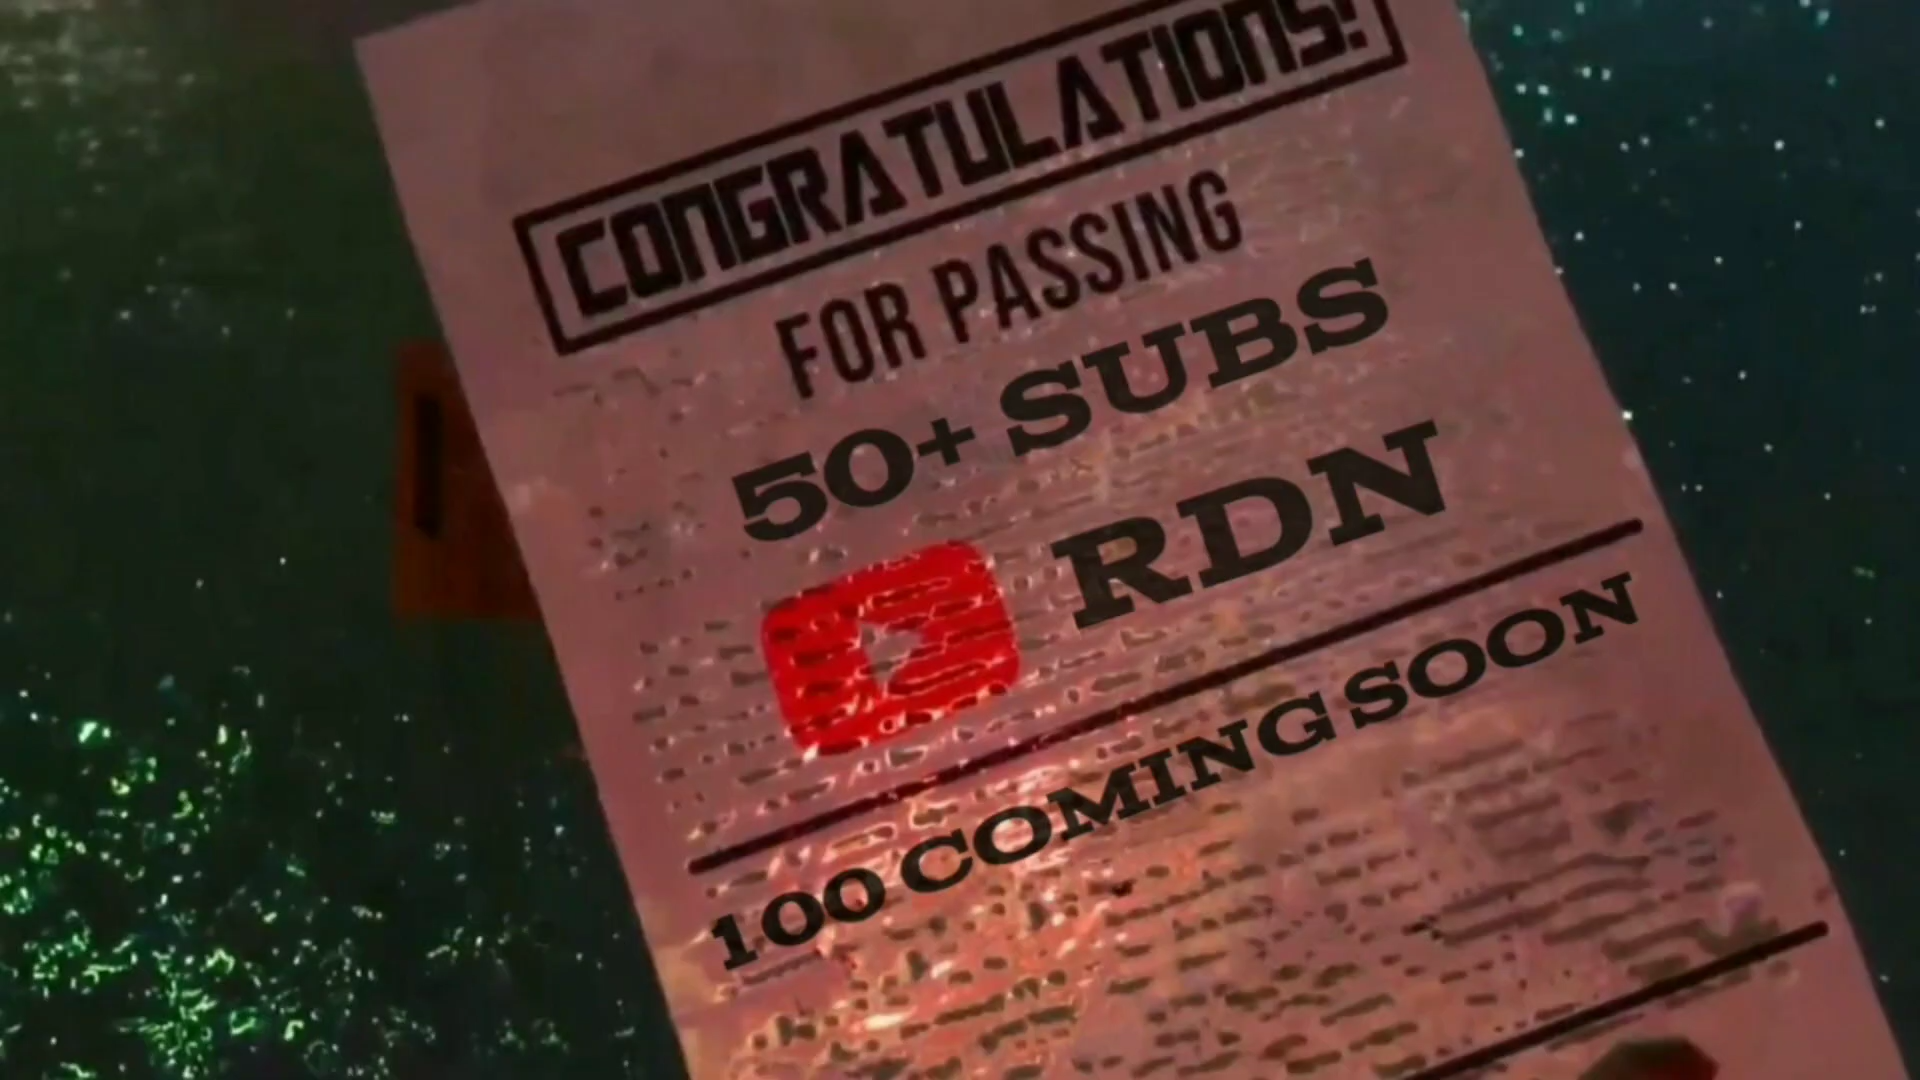 CONGRATULATIONS!
FOR PASSING
50+ SUBS
RDN
100 COMING SOON